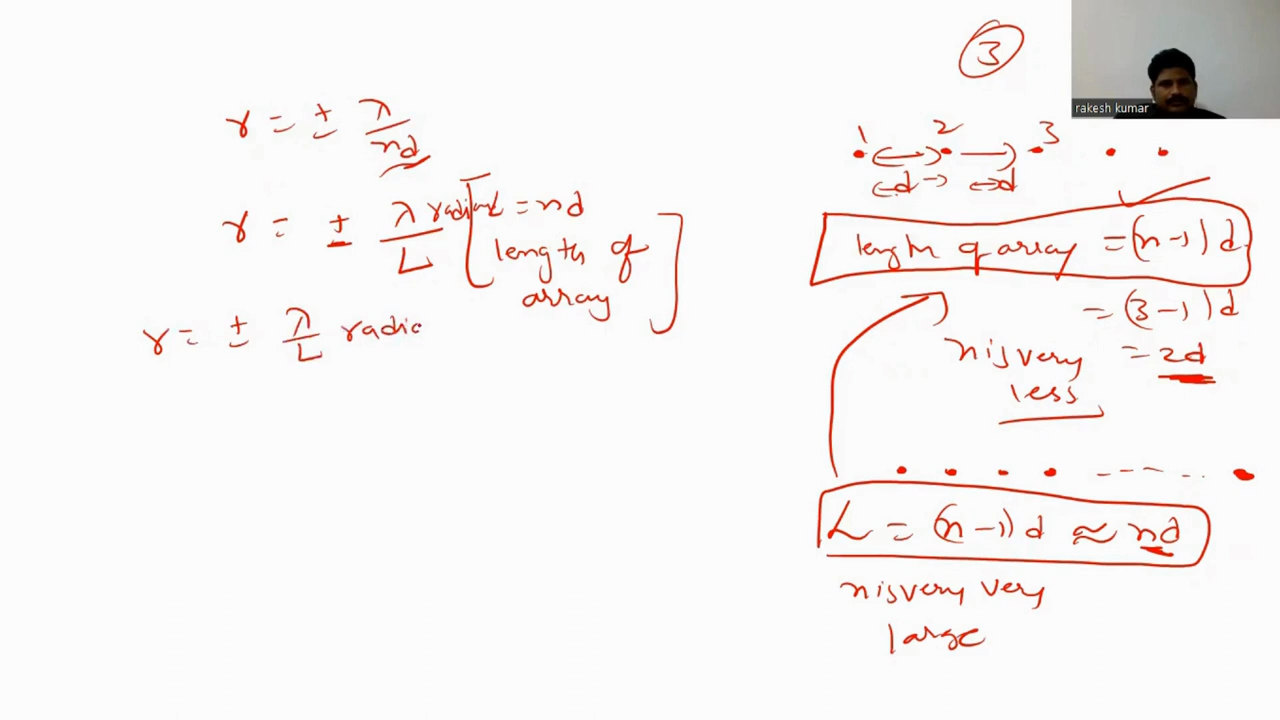 3
rakesh kumar
γ = ± λ/nd
γ = ± λ/L radians
L = nd
length of
array
γ = ± λ/L radia
1 2 3
d d
length of array = (n-1)d
= (3-1)d
= 2d
n is very
less
L = (n-1)d ≈ nd
n is very very
large